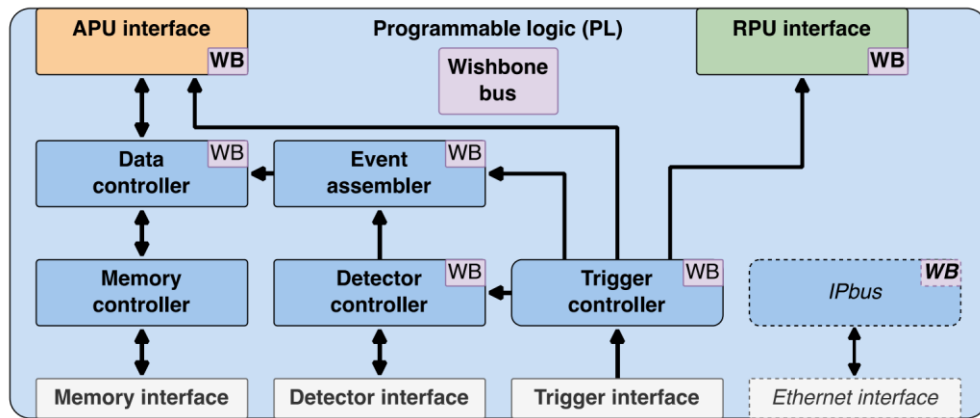 APU interface
WB
Programmable logic (PL)
RPU interface
WB
Wishbone
bus
Data
controller
WB
Event
assembler
WB
Memory
controller
Detector
controller
WB
Trigger
controller
WB
IPbus
WB
Memory interface
Detector interface
Trigger interface
Ethernet interface